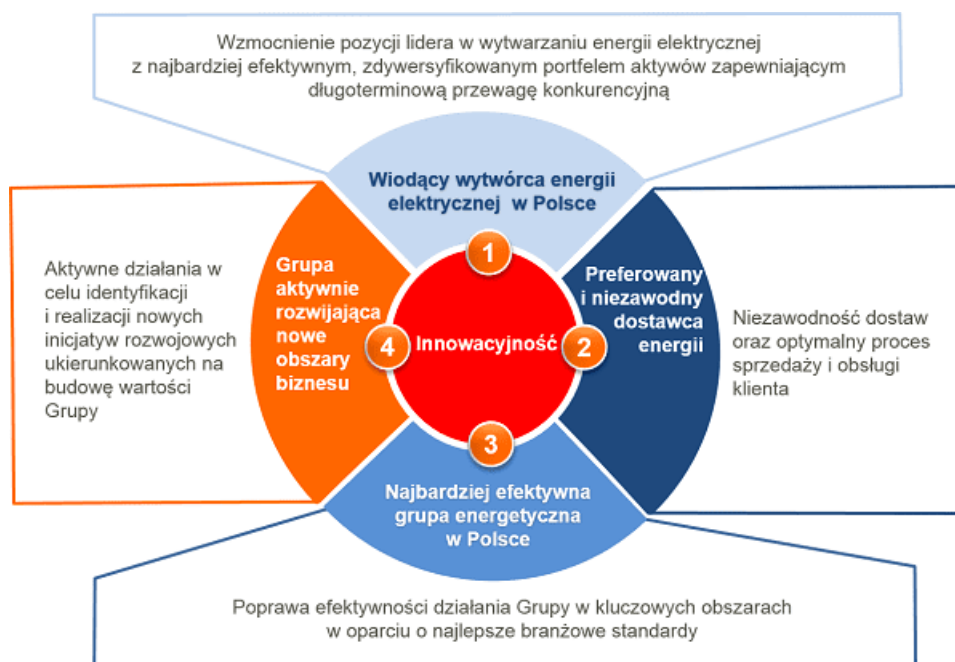 Wzmocnienie pozycji lidera w wytwarzaniu energii elektrycznej
z najbardziej efektywnym, zdywersyfikowanym portfelem aktywów zapewniającym
długoterminową przewagę konkurencyjną
Wiodący wytwórca energii
elektrycznej w Polsce
1
Aktywne działania w
celu identyfikacji
i realizacji nowych
inicjatyw rozwojowych
ukierunkowanych na
budowę wartości
Grupy
Grupa
aktywnie
rozwijająca
nowe
obszary
biznesu
4
Innowacyjność
2
Preferowany
i niezawodny
dostawca
energii
Niezawodność dostaw
oraz optymalny proces
sprzedaży i obsługi
klienta
3
Najbardziej efektywna
grupa energetyczna
w Polsce
Poprawa efektywności działania Grupy w kluczowych obszarach
w oparciu o najlepsze branżowe standardy